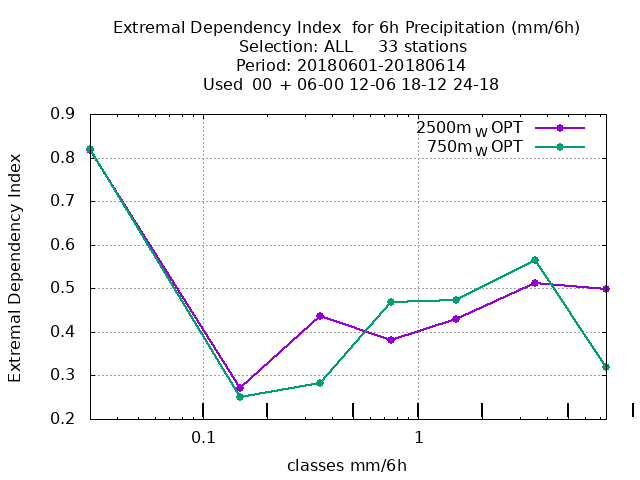 Extremal Dependency Index  for 6h Precipitation (mm/6h)
Selection: ALL     33 stations
Period: 20180601-20180614
Used  00  + 06-00 12-06 18-12 24-18
2500m W OPT
750m W OPT
0.9
0.8
0.7
0.6
0.5
0.4
0.3
0.2
Extremal Dependency Index
0.1 1
classes mm/6h